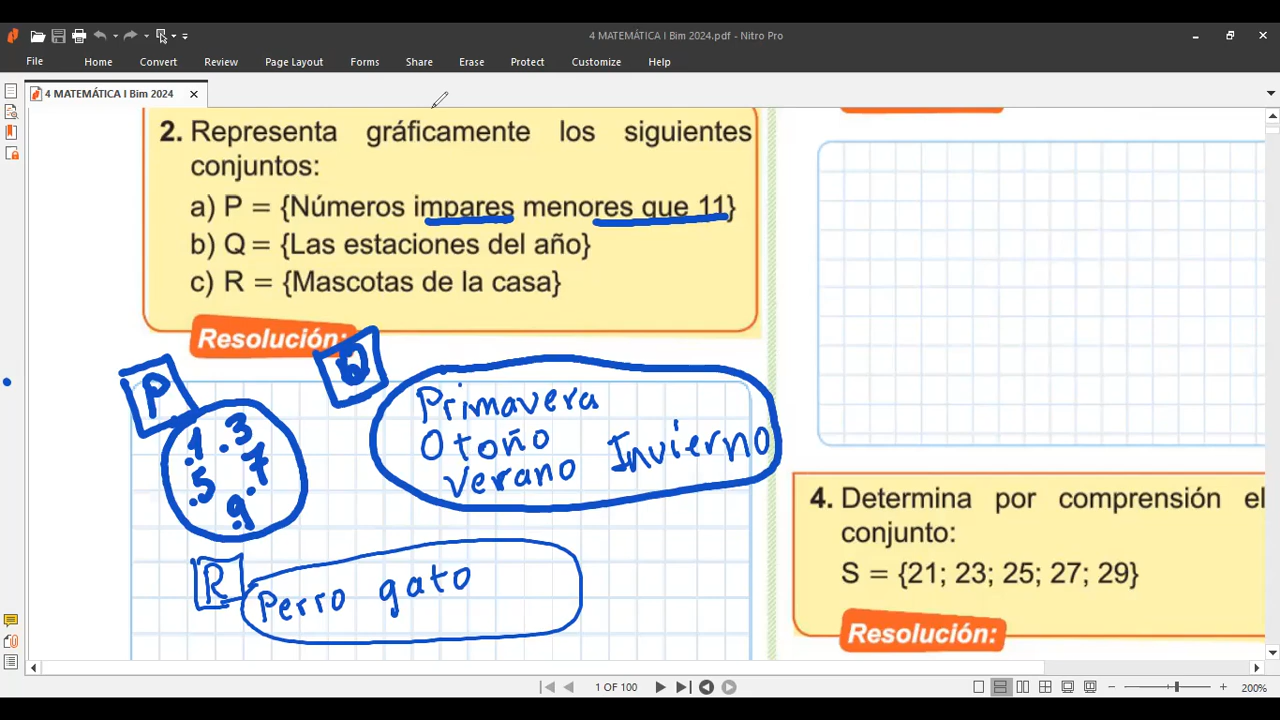 4 MATEMÁTICA I Bim 2024.pdf - Nitro Pro
File Home Convert Review Page Layout Forms Share Erase Protect Customize Help
4 MATEMÁTICA I Bim 2024
2. Representa gráficamente los siguientes
conjuntos:
a) P = {Números impares menores que 11}
b) Q = {Las estaciones del año}
c) R = {Mascotas de la casa}
Resolución:
P
.1 .3
.5 .7
.9
Q
Primavera
Otoño Invierno
Verano
R
Perro gato
4. Determina por comprensión el
conjunto:
S = {21; 23; 25; 27; 29}
Resolución:
1 OF 100
200%